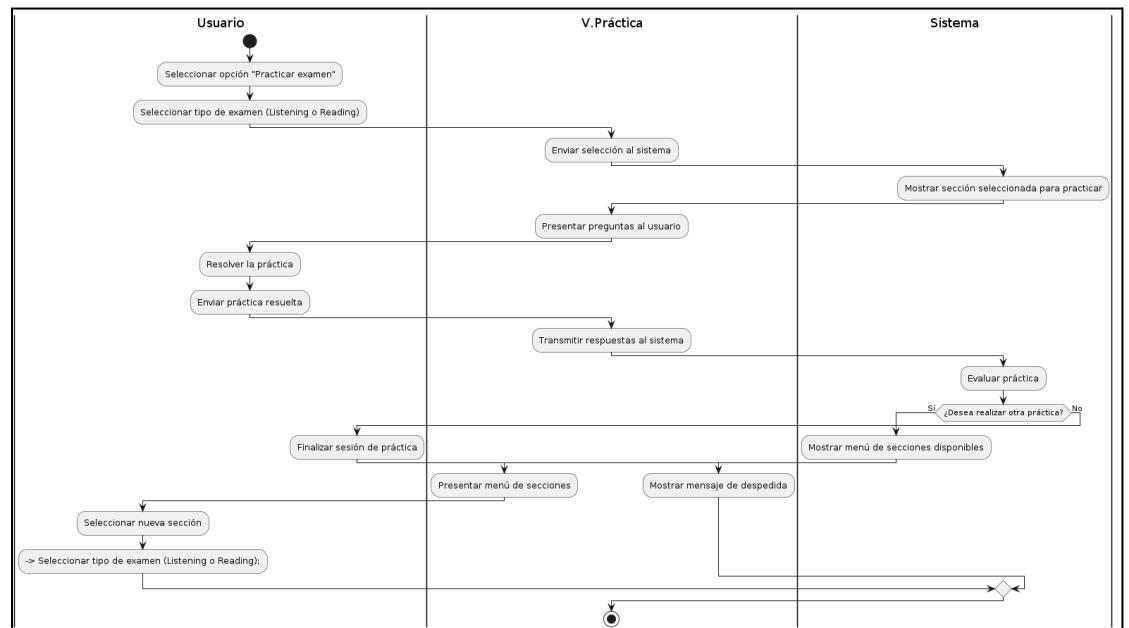 Usuario
V.Práctica
Sistema
Seleccionar opción "Practicar examen"
Seleccionar tipo de examen (Listening o Reading)
Enviar selección al sistema
Mostrar sección seleccionada para practicar
Presentar preguntas al usuario
Resolver la práctica
Enviar práctica resuelta
Transmitir respuestas al sistema
Evaluar práctica
Sí
¿Desea realizar otra práctica?
No
Finalizar sesión de práctica
Mostrar menú de secciones disponibles
Presentar menú de secciones
Mostrar mensaje de despedida
Seleccionar nueva sección
-> Seleccionar tipo de examen (Listening o Reading);